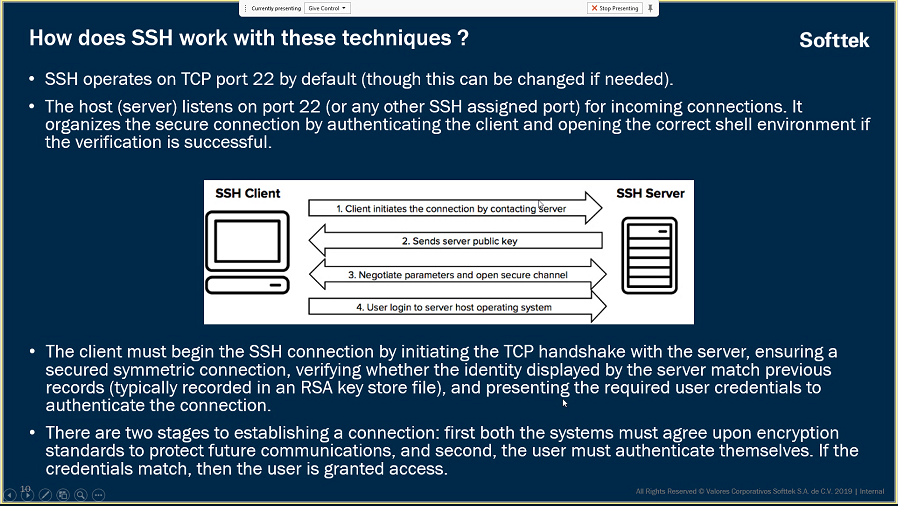 Currently presenting Give Control Stop Presenting
How does SSH work with these techniques ?
Softtek
• SSH operates on TCP port 22 by default (though this can be changed if needed).
• The host (server) listens on port 22 (or any other SSH assigned port) for incoming connections. It
organizes the secure connection by authenticating the client and opening the correct shell environment if
the verification is successful.
SSH Client
SSH Server
1. Client initiates the connection by contacting server
2. Sends server public key
3. Negotiate parameters and open secure channel
4. User login to server host operating system
• The client must begin the SSH connection by initiating the TCP handshake with the server, ensuring a
secured symmetric connection, verifying whether the identity displayed by the server match previous
records (typically recorded in an RSA key store file), and presenting the required user credentials to
authenticate the connection.
• There are two stages to establishing a connection: first both the systems must agree upon encryption
standards to protect future communications, and second, the user must authenticate themselves. If the
credentials match, then the user is granted access.
10
All Rights Reserved © Valores Corporativos Softtek S.A. de C.V. 2019 | Internal